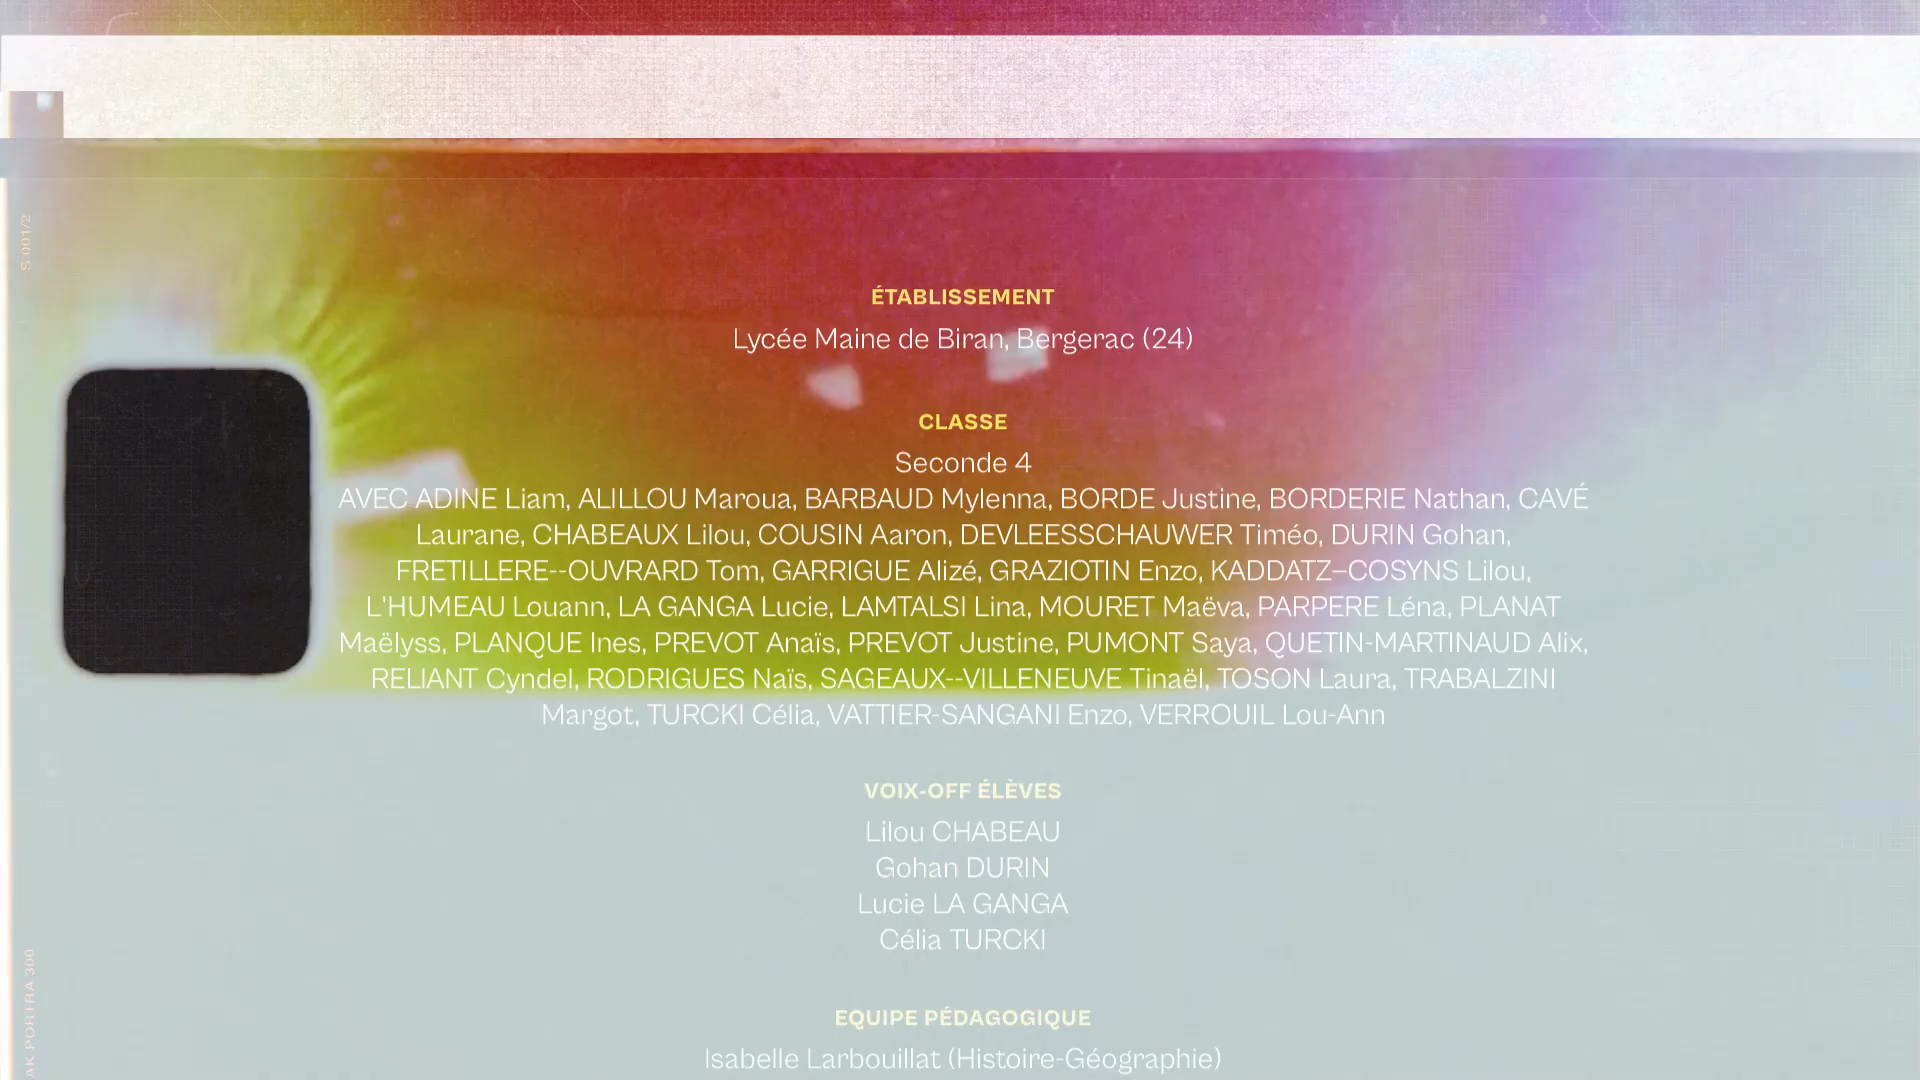 S 001/2
ÉTABLISSEMENT
Lycée Maine de Biran, Bergerac (24)
CLASSE
Seconde 4
AVEC ADINE Liam, ALILLOU Maroua, BARBAUD Mylenna, BORDE Justine, BORDERIE Nathan, CAVÉ
Laurane, CHABEAUX Lilou, COUSIN Aaron, DEVLEESSCHAUWER Timéo, DURIN Gohan,
FRETILLERE--OUVRARD Tom, GARRIGUE Alizé, GRAZIOTIN Enzo, KADDATZ–COSYNS Lilou,
L'HUMEAU Louann, LA GANGA Lucie, LAMTALSI Lina, MOURET Maëva, PARPERE Léna, PLANAT
Maëlyss, PLANQUE Ines, PREVOT Anaïs, PREVOT Justine, PUMONT Saya, QUETIN-MARTINAUD Alix,
RELIANT Cyndel, RODRIGUES Naïs, SAGEAUX--VILLENEUVE Tinaël, TOSON Laura, TRABALZINI
Margot, TURCKI Célia, VATTIER-SANGANI Enzo, VERROUIL Lou-Ann
VOIX-OFF ÉLÈVES
Lilou CHABEAU
Gohan DURIN
Lucie LA GANGA
Célia TURCKI
EQUIPE PÉDAGOGIQUE
Isabelle Larbouillat (Histoire-Géographie)
AK PORTRA 300